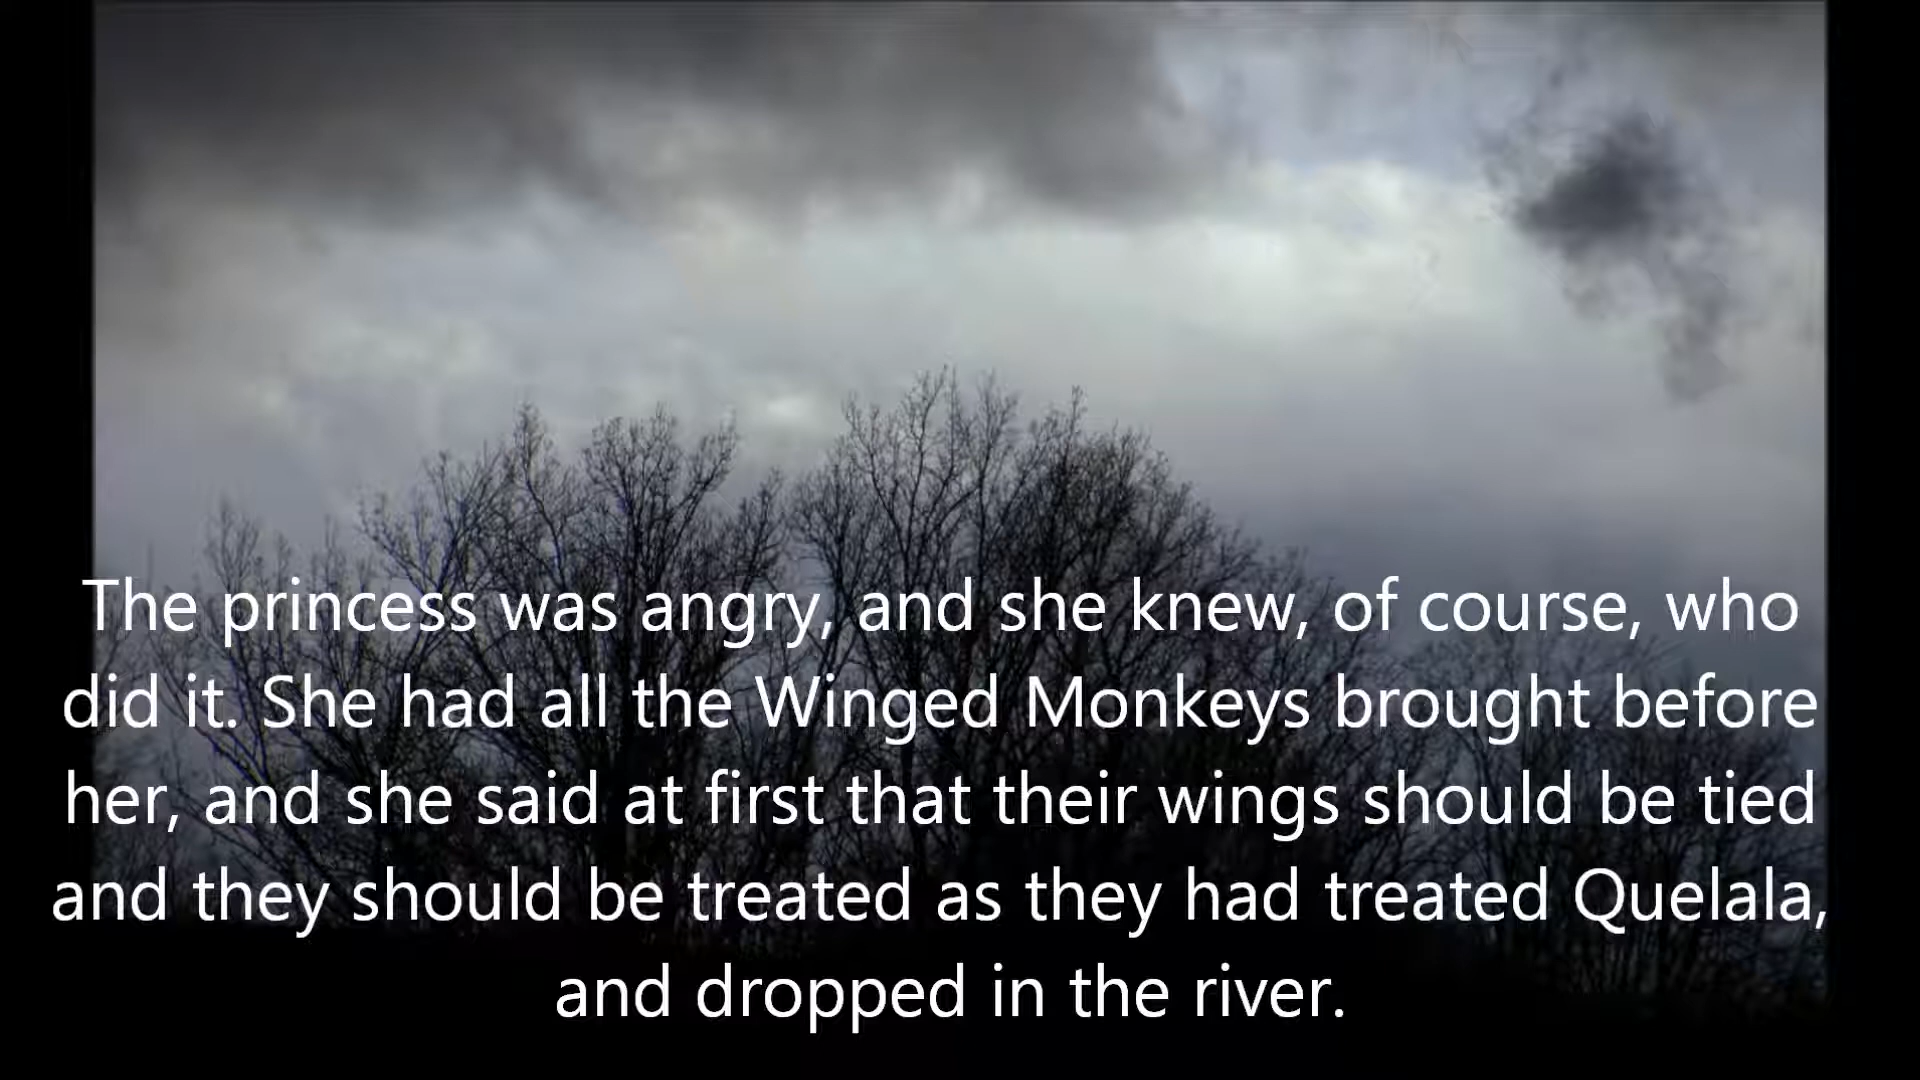 The princess was angry, and she knew, of course, who
did it. She had all the Winged Monkeys brought before
her, and she said at first that their wings should be tied
and they should be treated as they had treated Quelala,
and dropped in the river.